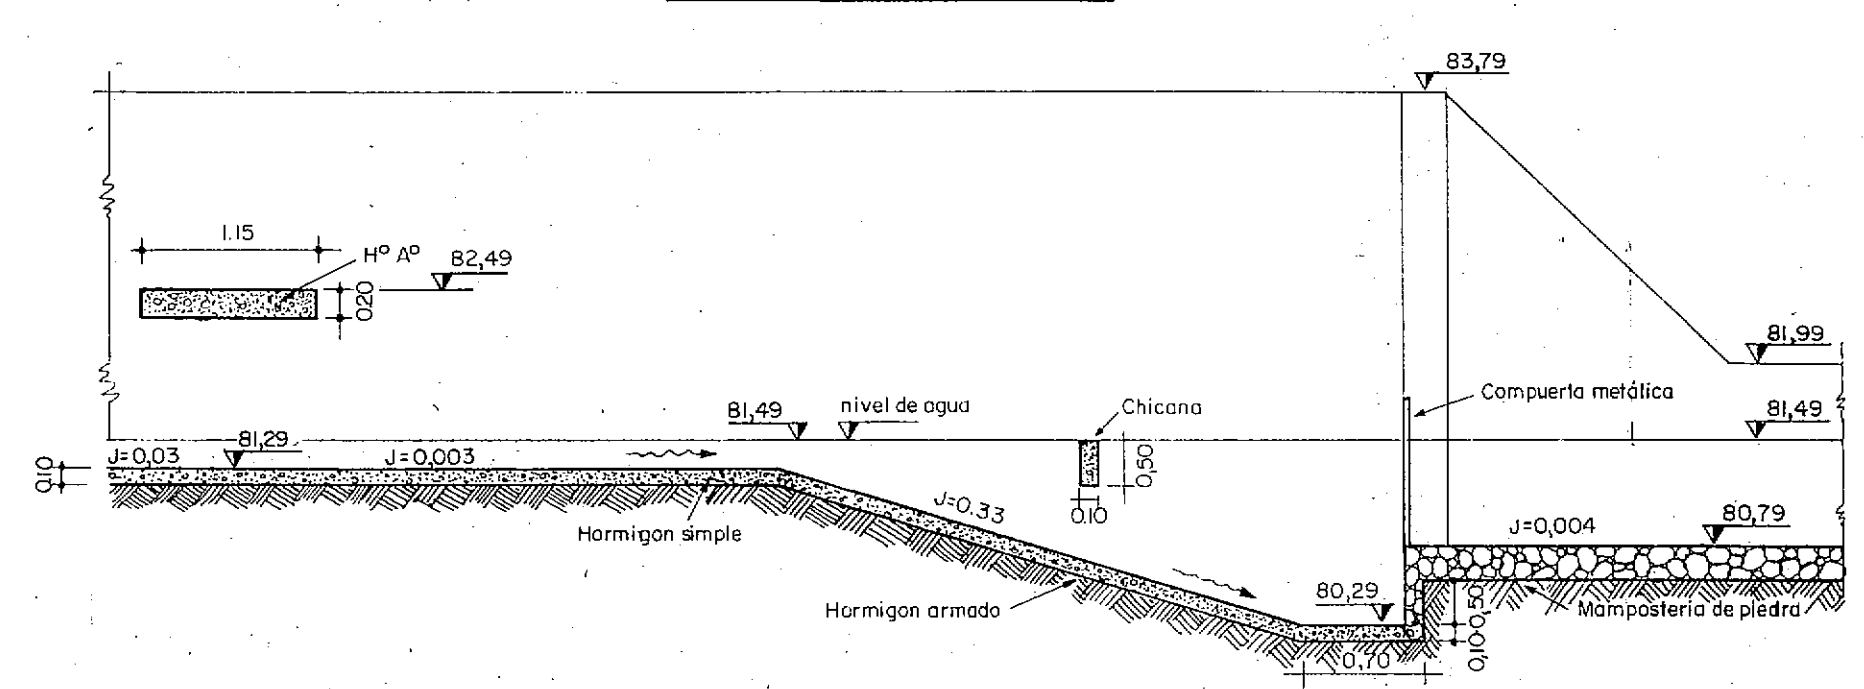 83,79
1.15
Hº Aº
82,49
0.20
81,99
Compuerta metálica
81,49
nivel de agua
Chicana
81,49
81,29
J=0,03
J=0,003
0,10
0,50
J=0.33
0.10
80,79
J=0,004
Hormigon simple
Hormigon armado
80,29
Mamposteria de piedra
0,10
0,50
0,70